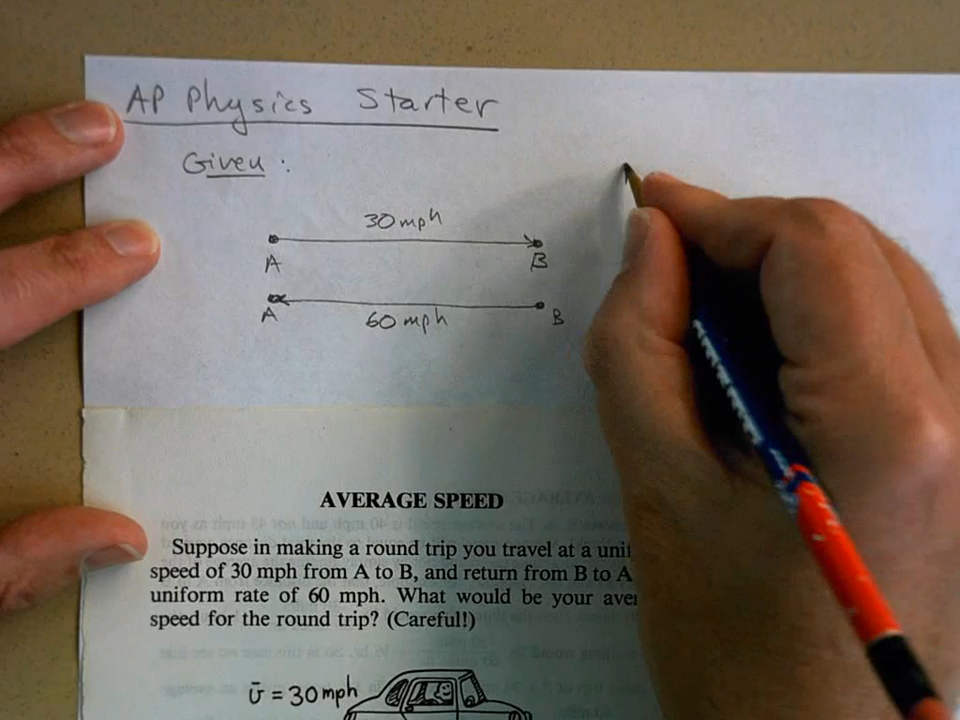 AP Physics Starter
Given :
30 mph
A B
A B
60 mph
AVERAGE SPEED
Suppose in making a round trip you travel at a
speed of 30 mph from A to B, and return from B to A
uniform rate of 60 mph. What would be your
speed for the round trip? (Careful!)
v̄ = 30 mph